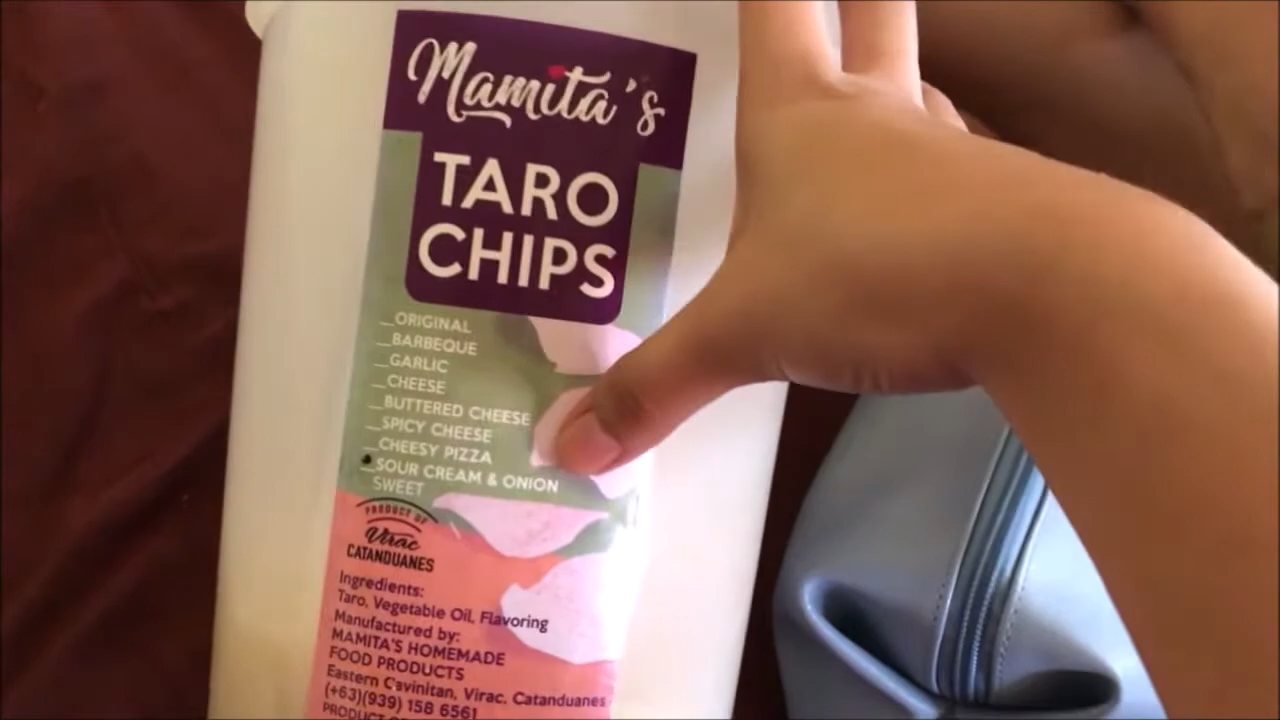 Mamita's
TARO
CHIPS
__ORIGINAL
__BARBEQUE
__GARLIC
__CHEESE
__BUTTERED CHEESE
__SPICY CHEESE
__CHEESY PIZZA
__SOUR CREAM & ONION
SWEET
PRODUCT OF
Virac
CATANDUANES
Ingredients:
Taro, Vegetable Oil, Flavoring
Manufactured by:
MAMITA'S HOMEMADE
FOOD PRODUCTS
Eastern Cavinitan, Virac, Catanduanes
(+63)(939) 158 6561
PRODUCT